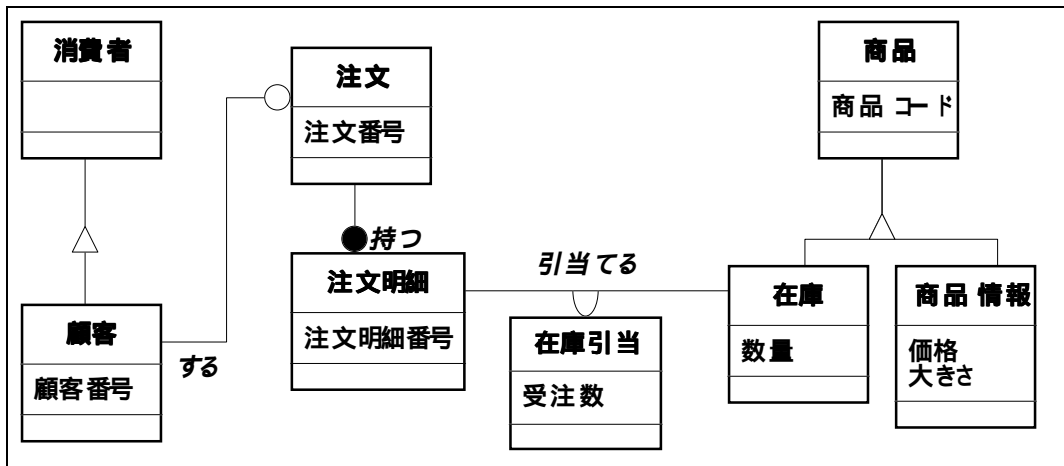 消費者
注文
注文番号
商品
商品コード
持つ
注文明細
注文明細番号
引当てる
在庫
数量
商品情報
価格
大きさ
顧客
顧客番号
する
在庫引当
受注数